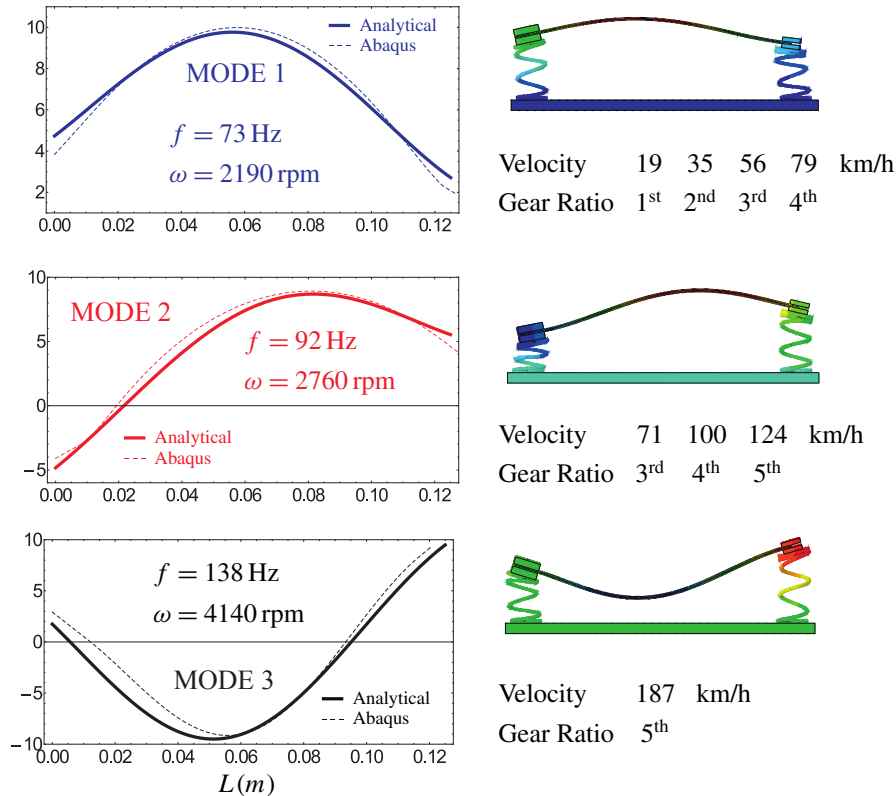 10
8
6
4
2
0.00 0.02 0.04 0.06 0.08 0.10 0.12
Analytical
Abaqus
MODE 1
f = 73 Hz
ω = 2190 rpm
Velocity 19 35 56 79 km/h
Gear Ratio 1st 2nd 3rd 4th
10
5
0
−5
0.00 0.02 0.04 0.06 0.08 0.10 0.12
MODE 2
f = 92 Hz
ω = 2760 rpm
Analytical
Abaqus
Velocity 71 100 124 km/h
Gear Ratio 3rd 4th 5th
10
5
0
−5
−10
0.00 0.02 0.04 0.06 0.08 0.10 0.12
f = 138 Hz
ω = 4140 rpm
MODE 3
Analytical
Abaqus
L(m)
Velocity 187 km/h
Gear Ratio 5th